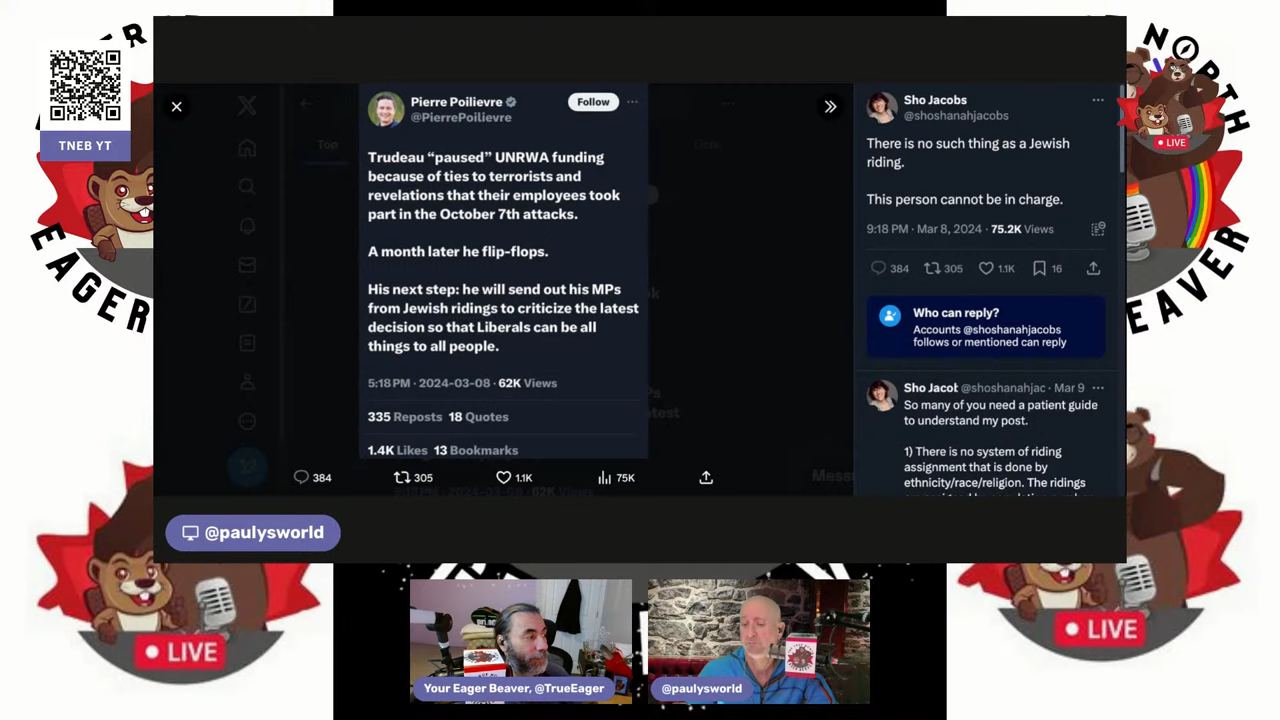 TNEB YT
NORTH
EAGER
EAVER
LIVE
Pierre Poilievre
@PierrePoilievre
Follow
Trudeau “paused” UNRWA funding
because of ties to terrorists and
revelations that their employees took
part in the October 7th attacks.
A month later he flip-flops.
His next step: he will send out his MPs
from Jewish ridings to criticize the latest
decision so that Liberals can be all
things to all people.
5:18 PM · 2024-03-08 · 62K Views
335 Reposts 18 Quotes
1.4K Likes 13 Bookmarks
384
305
1.1K
75K
Sho Jacobs
@shoshanahjacobs
There is no such thing as a Jewish
riding.
This person cannot be in charge.
9:18 PM · Mar 8, 2024 · 75.2K Views
384
305
1.1K
16
Who can reply?
Accounts @shoshanahjacobs
follows or mentioned can reply
Sho Jacob @shoshanahjac · Mar 9
So many of you need a patient guide
to understand my post.
1) There is no system of riding
assignment that is done by
ethnicity/race/religion. The ridings
@paulysworld
LIVE
LIVE
Your Eager Beaver, @TrueEager
@paulysworld